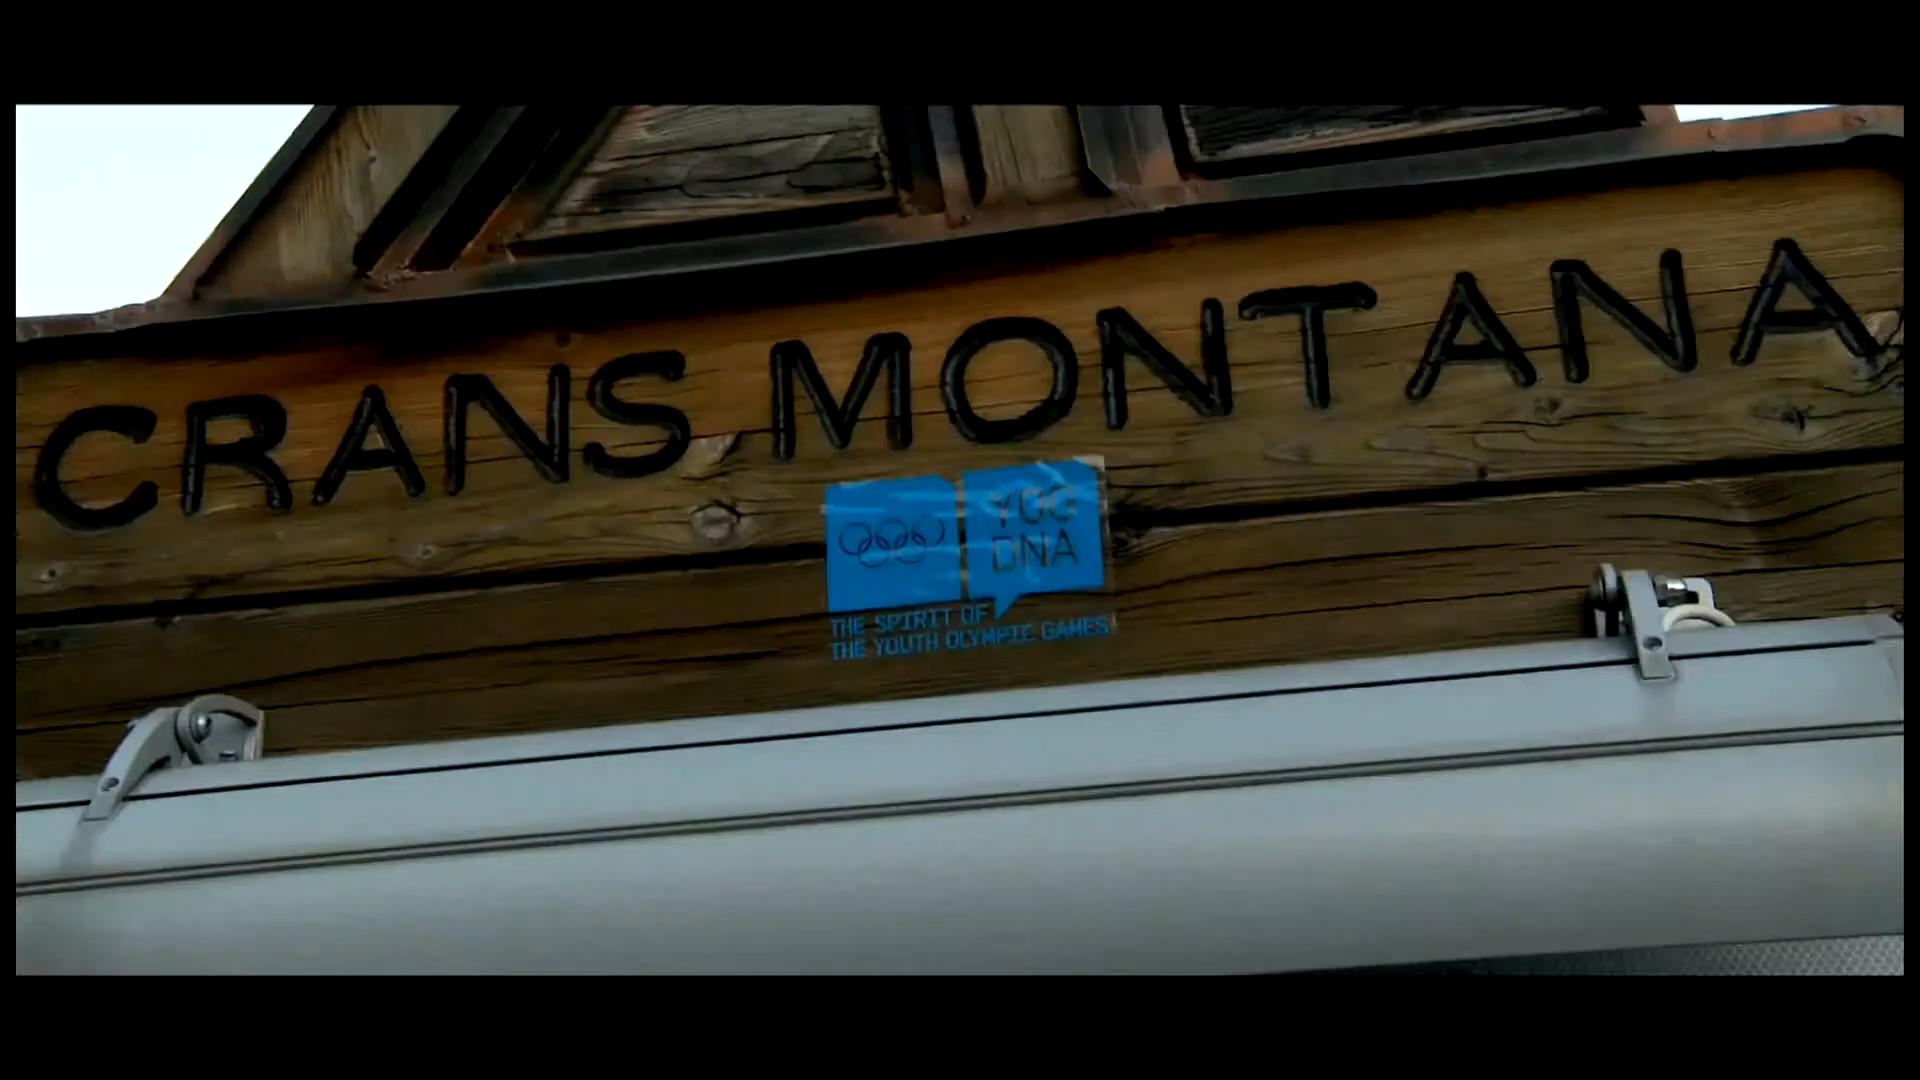 CRANS MONTANA
YOG
DNA
THE SPIRIT OF
THE YOUTH OLYMPIC GAMES